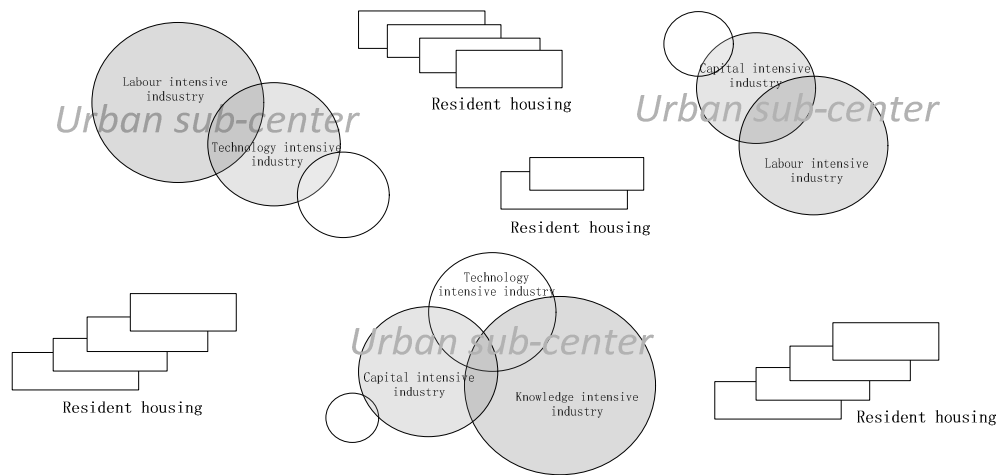 Labour intensive
indsustry
Urban sub-center
Technology intensive
industry
Resident housing
Capital intensive
industry
Urban sub-center
Labour intensive
industry
Resident housing
Technology
intensive industry
Urban sub-center
Capital intensive
industry
Knowledge intensive
industry
Resident housing
Resident housing